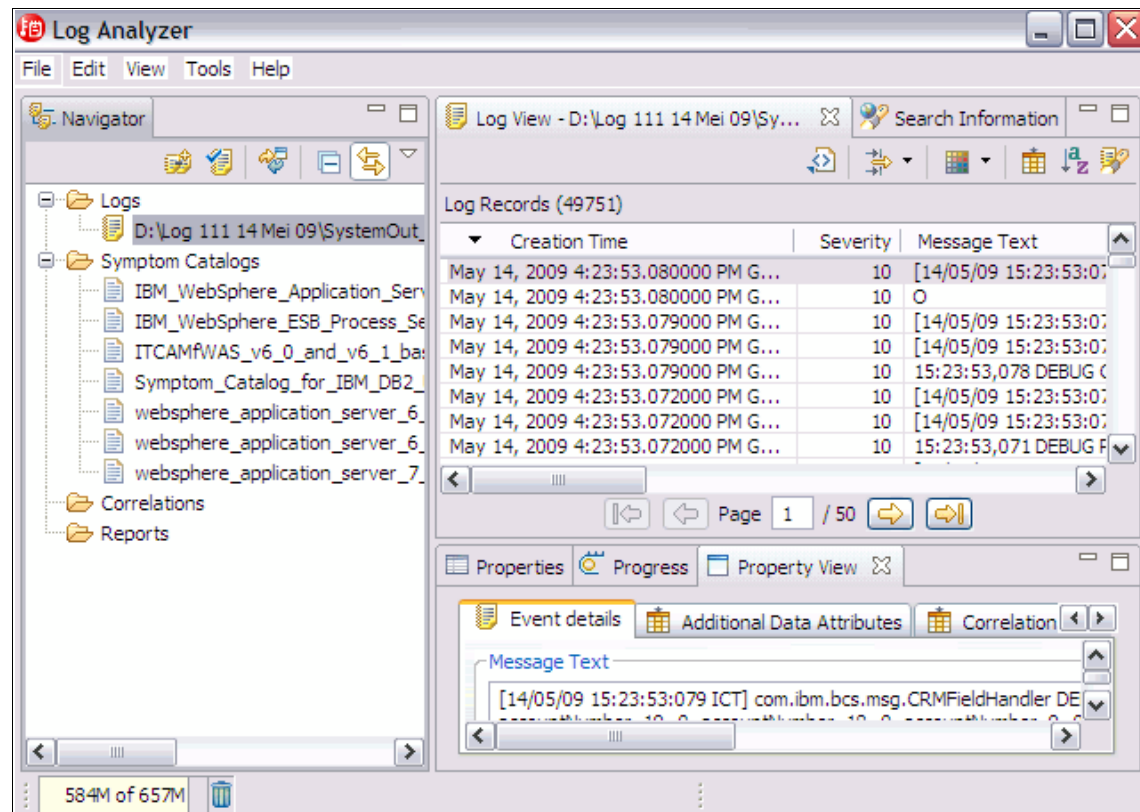 Log Analyzer
File Edit View Tools Help
Navigator
Logs
D:\Log 111 14 Mei 09\SystemOut_
Symptom Catalogs
IBM_WebSphere_Application_Serv
IBM_WebSphere_ESB_Process_Se
ITCAMfWAS_v6_0_and_v6_1_ba
Symptom_Catalog_for_IBM_DB2_
websphere_application_server_6_
websphere_application_server_6_
websphere_application_server_7_
Correlations
Reports
584M of 657M
Log View - D:\Log 111 14 Mei 09\Sy... Search Information
Log Records (49751)
Creation Time Severity Message Text
May 14, 2009 4:23:53.080000 PM G... 10 [14/05/09 15:23:53:07
May 14, 2009 4:23:53.080000 PM G... 10 O
May 14, 2009 4:23:53.079000 PM G... 10 [14/05/09 15:23:53:07
May 14, 2009 4:23:53.079000 PM G... 10 [14/05/09 15:23:53:07
May 14, 2009 4:23:53.079000 PM G... 10 15:23:53,078 DEBUG
May 14, 2009 4:23:53.072000 PM G... 10 [14/05/09 15:23:53:07
May 14, 2009 4:23:53.072000 PM G... 10 [14/05/09 15:23:53:07
May 14, 2009 4:23:53.072000 PM G... 10 15:23:53,071 DEBUG
Page 1 / 50
Properties Progress Property View
Event details Additional Data Attributes Correlation
Message Text
[14/05/09 15:23:53:079 ICT] com.ibm.bcs.msg.CRMFieldHandler DE